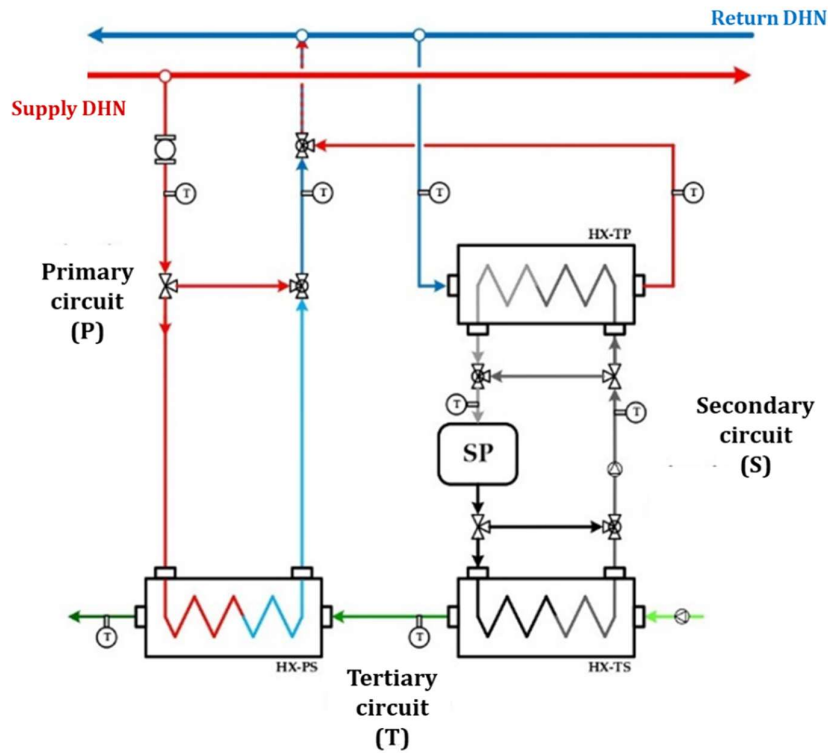 Return DHN
Supply DHN
T
T
T
T
HX-TP
Primary
circuit
(P)
T
T
Secondary
circuit
(S)
SP
T
T
HX-PS
HX-TS
Tertiary
circuit
(T)